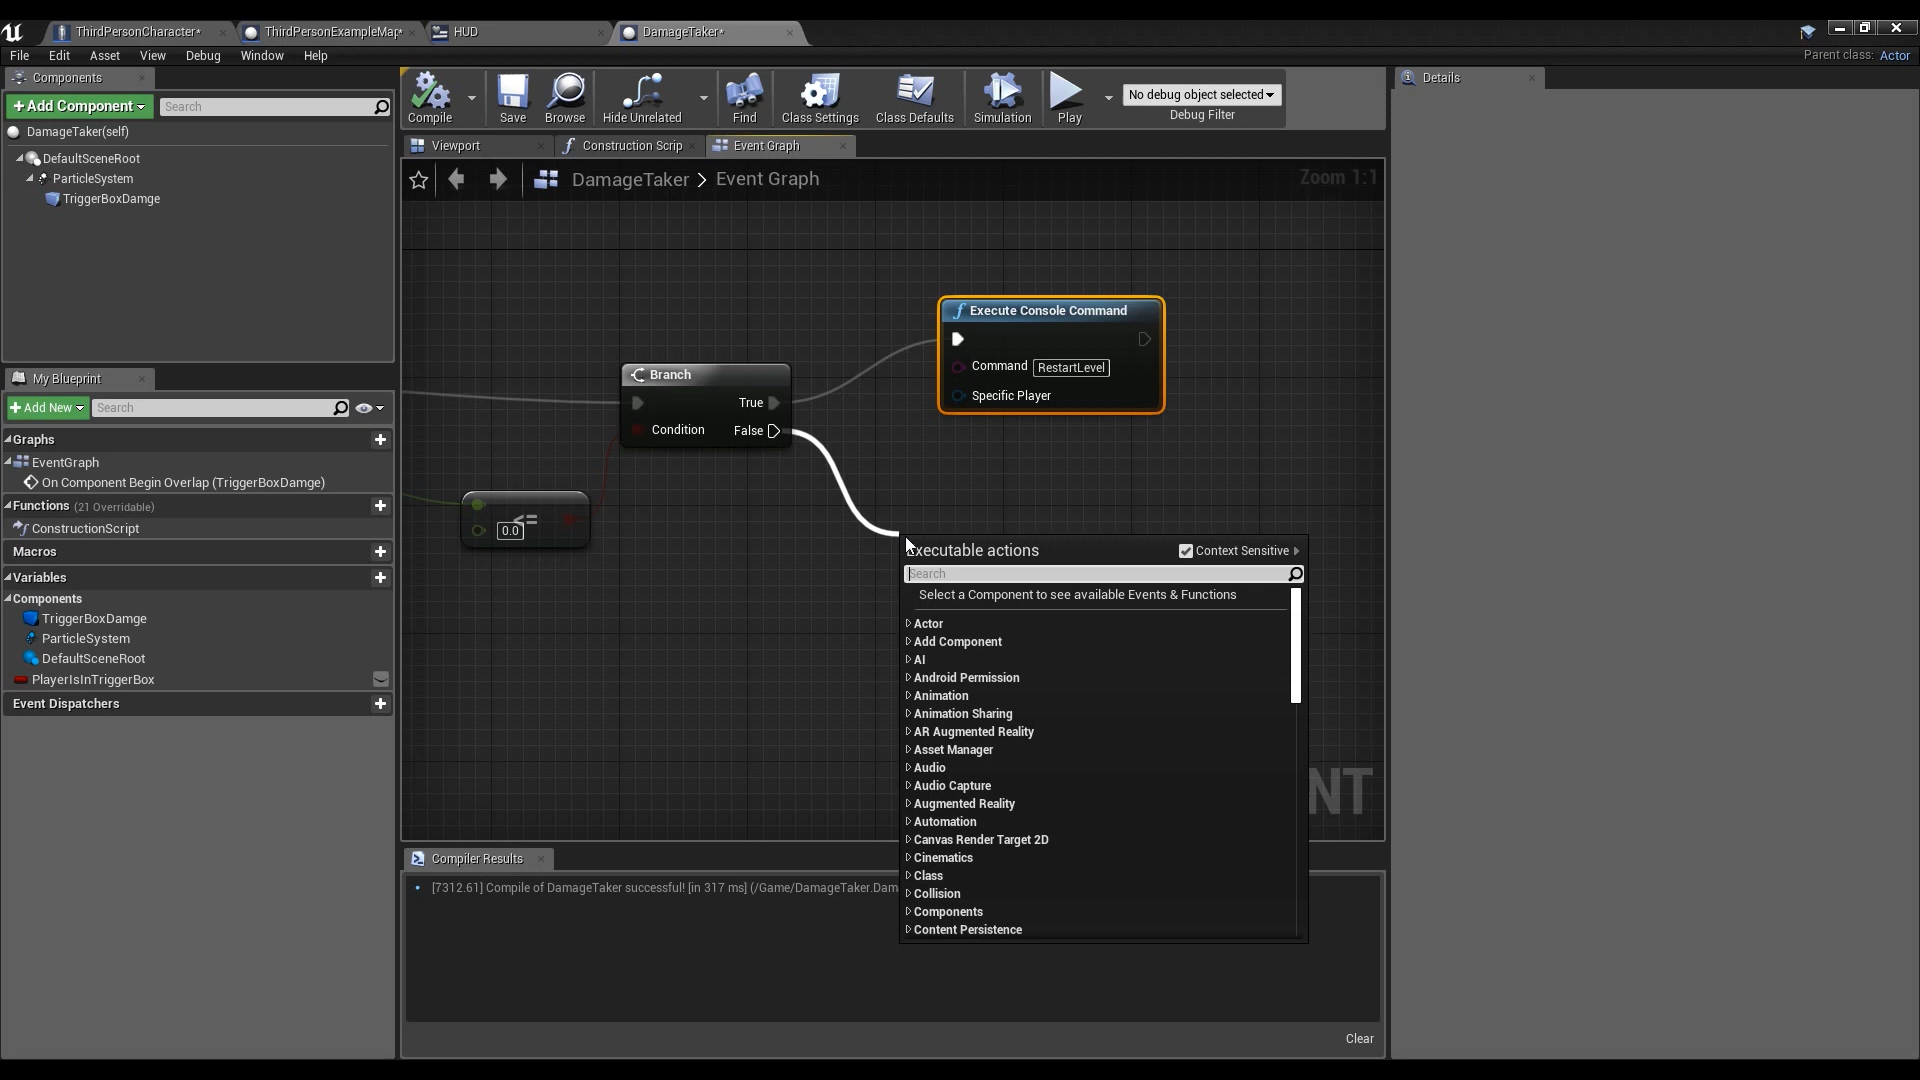 ThirdPersonCharacter*
ThirdPersonExampleMap*
HUD
DamageTaker*
File Edit Asset View Debug Window Help
Parent class: Actor
Components
+Add Component
Search
DamageTaker(self)
DefaultSceneRoot
ParticleSystem
TriggerBoxDamge
Compile
Save
Browse
Hide Unrelated
Find
Class Settings
Class Defaults
Simulation
Play
No debug object selected
Debug Filter
Details
Viewport
Construction Scrip
Event Graph
DamageTaker > Event Graph
Zoom 1:1
Execute Console Command
Command RestartLevel
Specific Player
Branch
True
Condition False
<=
0.0
NT
Executable actions
Context Sensitive
Search
Select a Component to see available Events & Functions
Actor
Add Component
AI
Android Permission
Animation
Animation Sharing
AR Augmented Reality
Asset Manager
Audio
Audio Capture
Augmented Reality
Automation
Canvas Render Target 2D
Cinematics
Class
Collision
Components
Content Persistence
My Blueprint
+Add New
Search
Graphs
EventGraph
On Component Begin Overlap (TriggerBoxDamge)
Functions (21 Overridable)
ConstructionScript
Macros
Variables
Components
TriggerBoxDamge
ParticleSystem
DefaultSceneRoot
PlayerIsInTriggerBox
Event Dispatchers
Compiler Results
[7312.61] Compile of DamageTaker successful! [in 317 ms] (/Game/DamageTaker.Dam
Clear